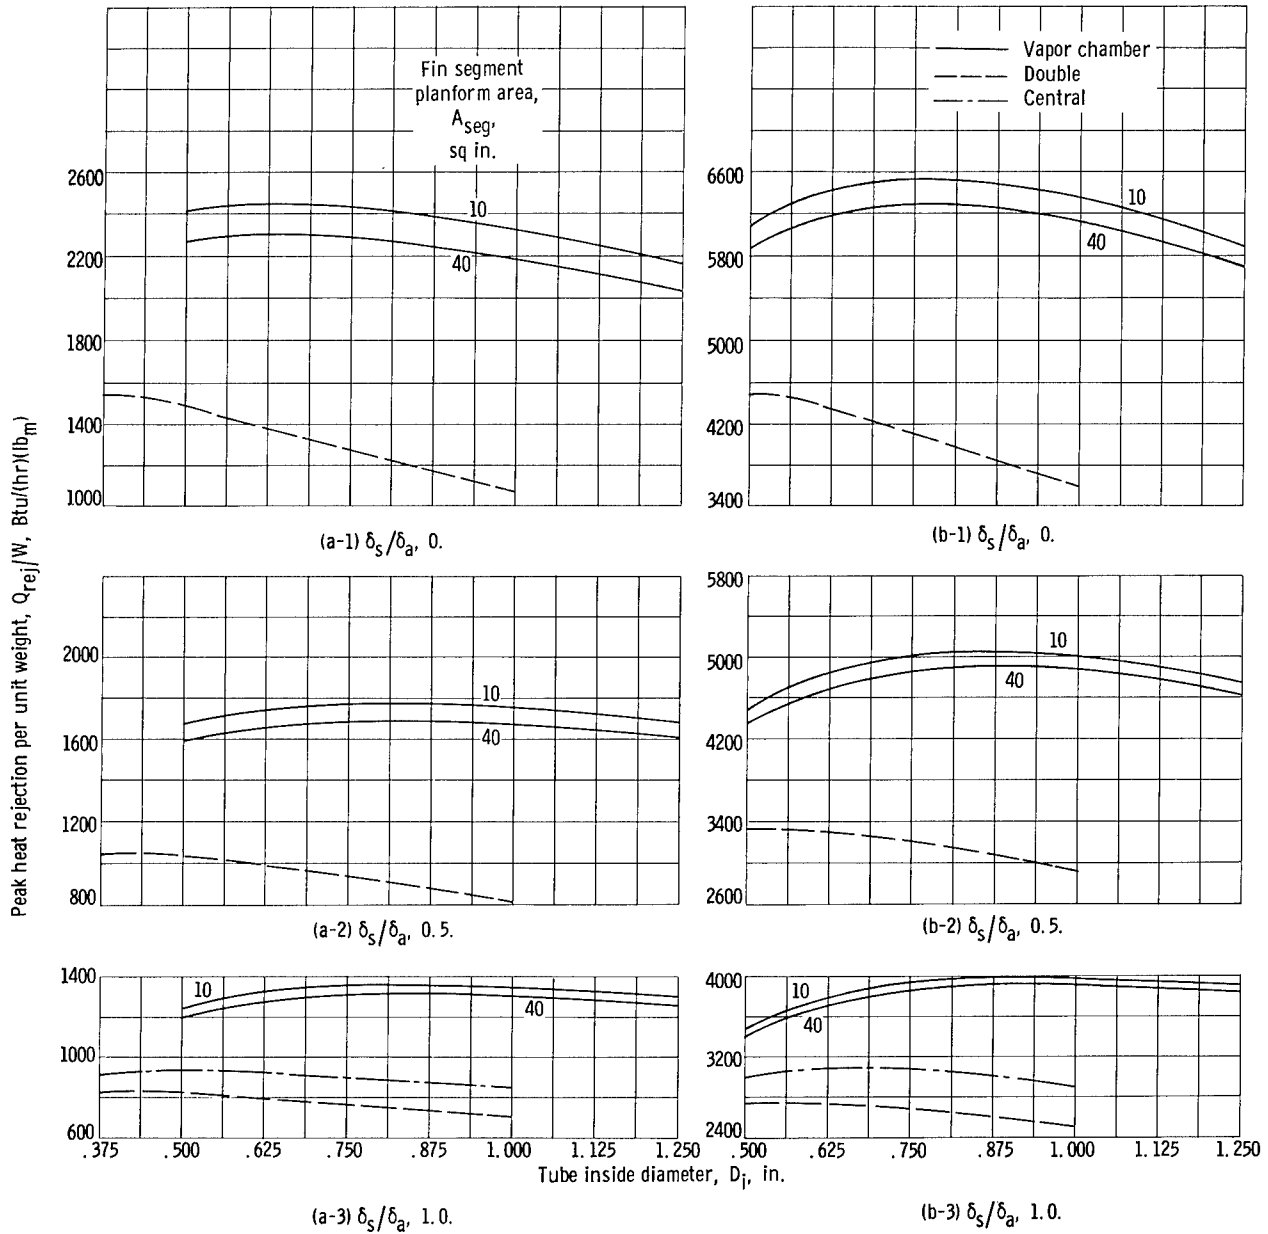 Peak heat rejection per unit weight, Q_rej/W, Btu/(hr)(lb_m)
Fin segment
planform area,
A_seg,
sq in.
2600
2200
1800
1400
1000
10
40
(a-1) δ_s/δ_a, 0.
Vapor chamber
Double
Central
6600
5800
5000
4200
3400
10
40
(b-1) δ_s/δ_a, 0.
2000
1600
1200
800
10
40
(a-2) δ_s/δ_a, 0.5.
5800
5000
4200
3400
2600
10
40
(b-2) δ_s/δ_a, 0.5.
1400
1000
600
10
40
.375 .500 .625 .750 .875 1.000 1.125 1.250
4000
3200
2400
10
40
.500 .625 .750 .875 1.000 1.125 1.250
Tube inside diameter, D_i, in.
(a-3) δ_s/δ_a, 1.0.
(b-3) δ_s/δ_a, 1.0.